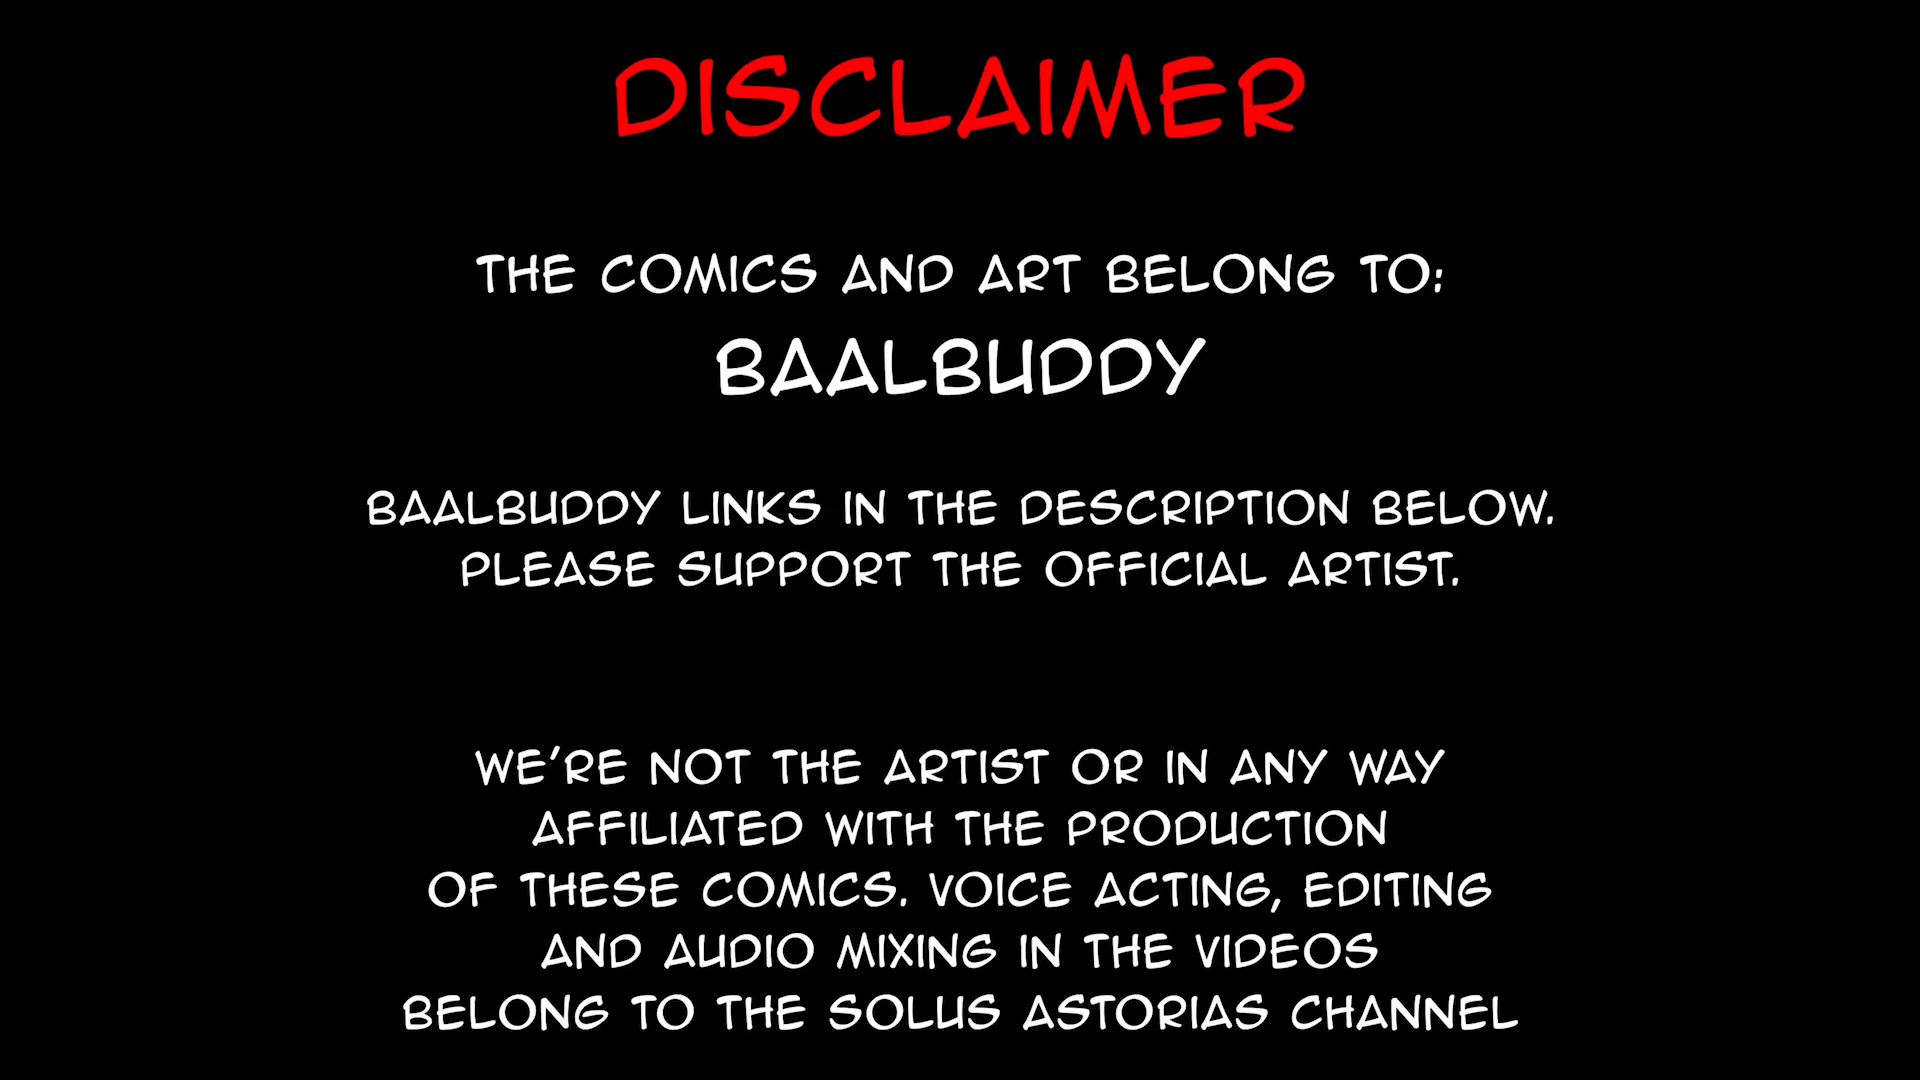 DISCLAIMER
THE COMICS AND ART BELONG TO:
BAALBUDDY
BAALBUDDY LINKS IN THE DESCRIPTION BELOW.
PLEASE SUPPORT THE OFFICIAL ARTIST.
WE'RE NOT THE ARTIST OR IN ANY WAY
AFFILIATED WITH THE PRODUCTION
OF THESE COMICS. VOICE ACTING, EDITING
AND AUDIO MIXING IN THE VIDEOS
BELONG TO THE SOLUS ASTORIAS CHANNEL